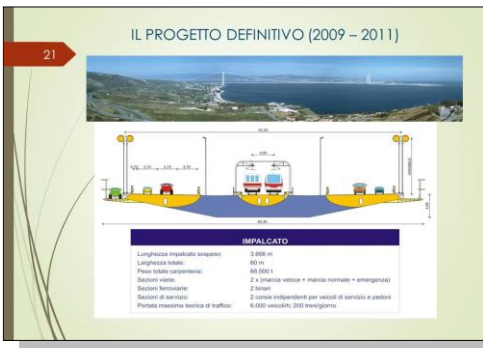 IL PROGETTO DEFINITIVO (2009 – 2011)
21
IMPALCATO
Lunghezza impalcato sospeso: 3.666 m
Larghezza totale: 60 m
Peso totale carpenteria: 66.500 t
Sezioni viarie: 2 x (marcia veloce + marcia normale + emergenza)
Sezioni ferroviarie: 2 binari
Sezioni di servizio: 2 corsie indipendenti per veicoli di servizio e pedoni
Portata massima teorica di traffico: 6.000 veicoli/h; 200 treni/giorno